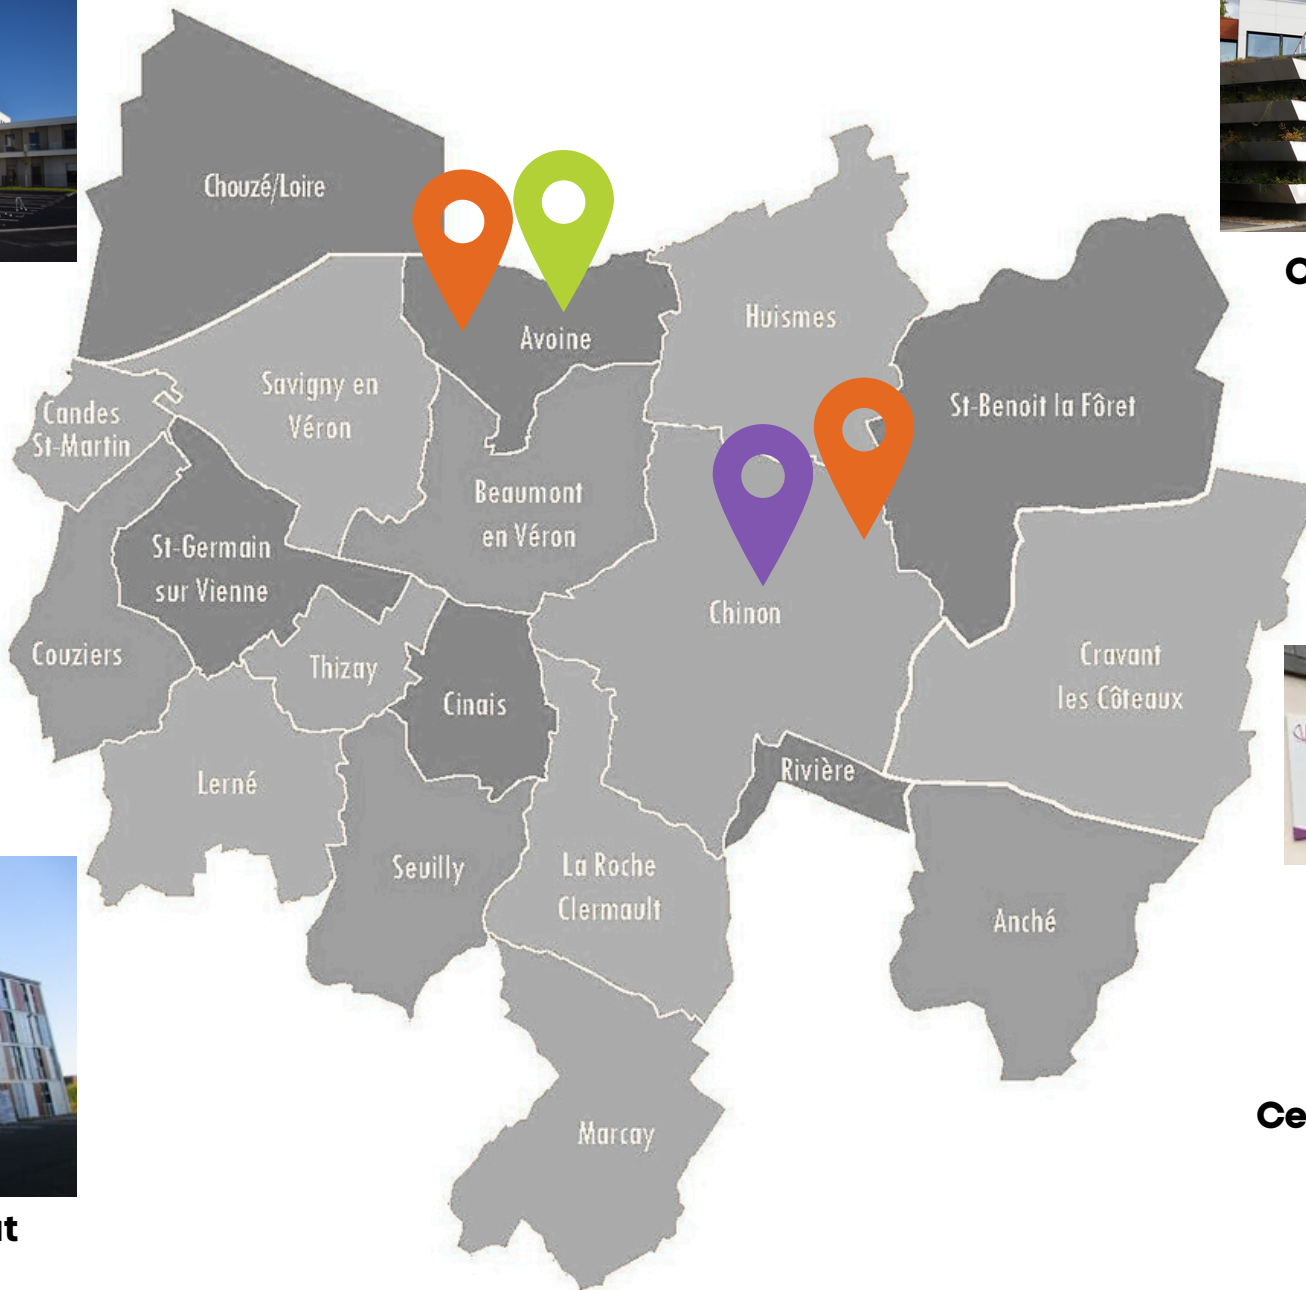 Chouzé/Loire
Avoine
Huismes
St-Benoit la Fôret
Savigny en
Véron
Candes
St-Martin
Beaumont
en Véron
St-Germain
sur Vienne
Chinon
Couziers
Thizay
Cinais
Cravant
les Côteaux
Lerné
Rivière
Seuilly
La Roche
Clermault
Anché
Marcay